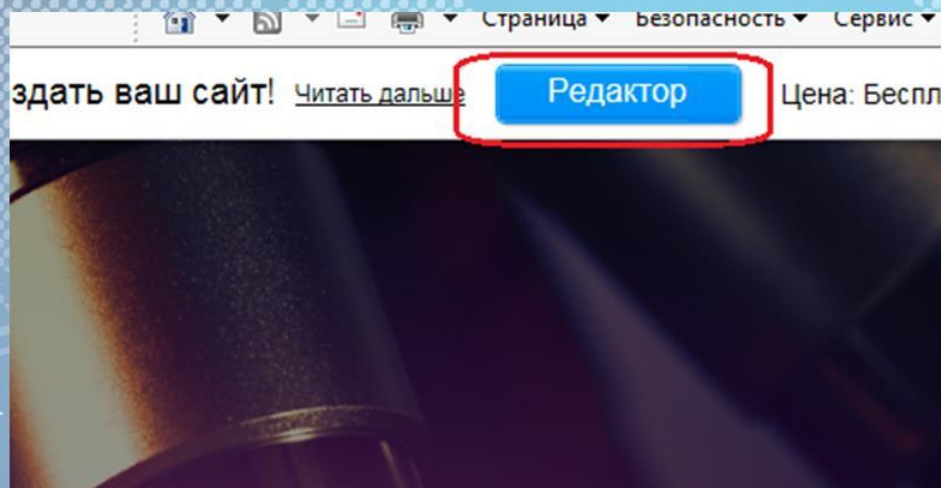 Страница Безопасность Сервис
здать ваш сайт! Читать дальше Редактор Цена: Беспл